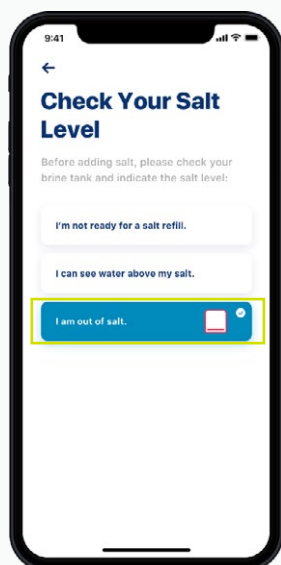 9:41
Check Your Salt
Level
Before adding salt, please check your
brine tank and indicate the salt level:
I'm not ready for a salt refill.
I can see water above my salt.
I am out of salt.